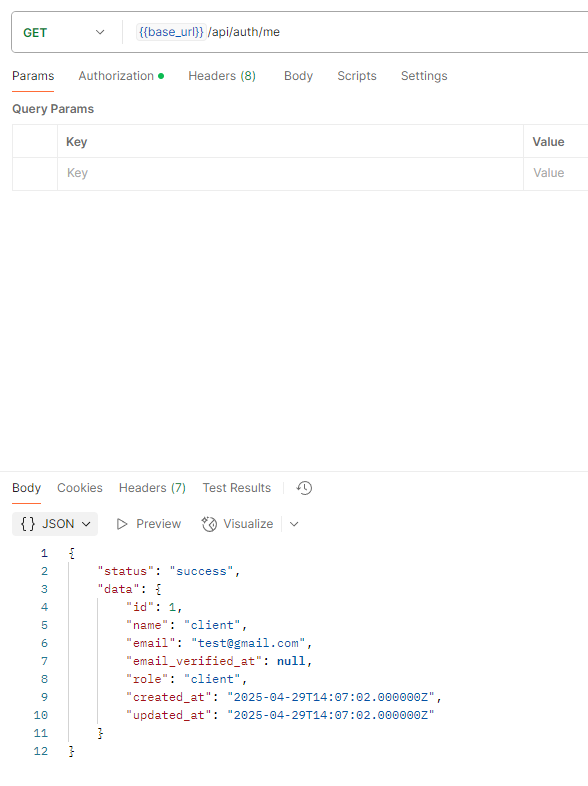 GET {{base_url}} /api/auth/me
Params Authorization Headers (8) Body Scripts Settings
Query Params
Key Value
Key Value
Body Cookies Headers (7) Test Results
{} JSON Preview Visualize
1 {
2 "status": "success",
3 "data": {
4 "id": 1,
5 "name": "client",
6 "email": "test@gmail.com",
7 "email_verified_at": null,
8 "role": "client",
9 "created_at": "2025-04-29T14:07:02.000000Z",
10 "updated_at": "2025-04-29T14:07:02.000000Z"
11 }
12 }